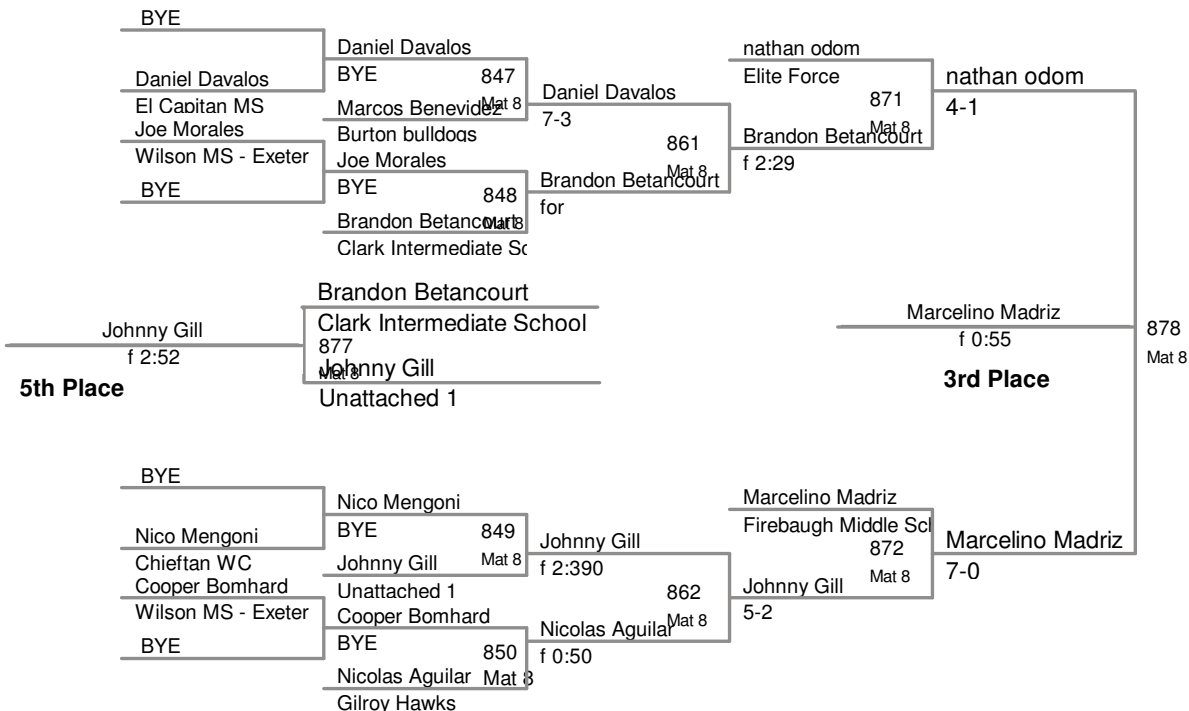 BYE
Daniel Davalos
El Capitan MS
Joe Morales
Wilson MS - Exeter
BYE
Daniel Davalos
BYE
847
Mat 8
Marcos Benevidez
Burton bulldogs
Joe Morales
BYE
848
Mat 8
Brandon Betancourt
Clark Intermediate Sc
Daniel Davalos
7-3
861
Mat 8
Brandon Betancourt
for
nathan odom
Elite Force
871
Mat 8
Brandon Betancourt
f 2:29
nathan odom
4-1
Brandon Betancourt
Clark Intermediate School
877
Mat 8
Johnny Gill
Unattached 1
Johnny Gill
f 2:52
5th Place
Marcelino Madriz
f 0:55
3rd Place
878
Mat 8
BYE
Nico Mengoni
Chieftan WC
Cooper Bomhard
Wilson MS - Exeter
BYE
Nico Mengoni
BYE
849
Mat 8
Johnny Gill
Unattached 1
Cooper Bomhard
BYE
850
Mat 8
Nicolas Aguilar
Gilroy Hawks
Johnny Gill
f 2:390
862
Mat 8
Nicolas Aguilar
f 0:50
Marcelino Madriz
Firebaugh Middle Scl
872
Mat 8
Johnny Gill
5-2
Marcelino Madriz
7-0